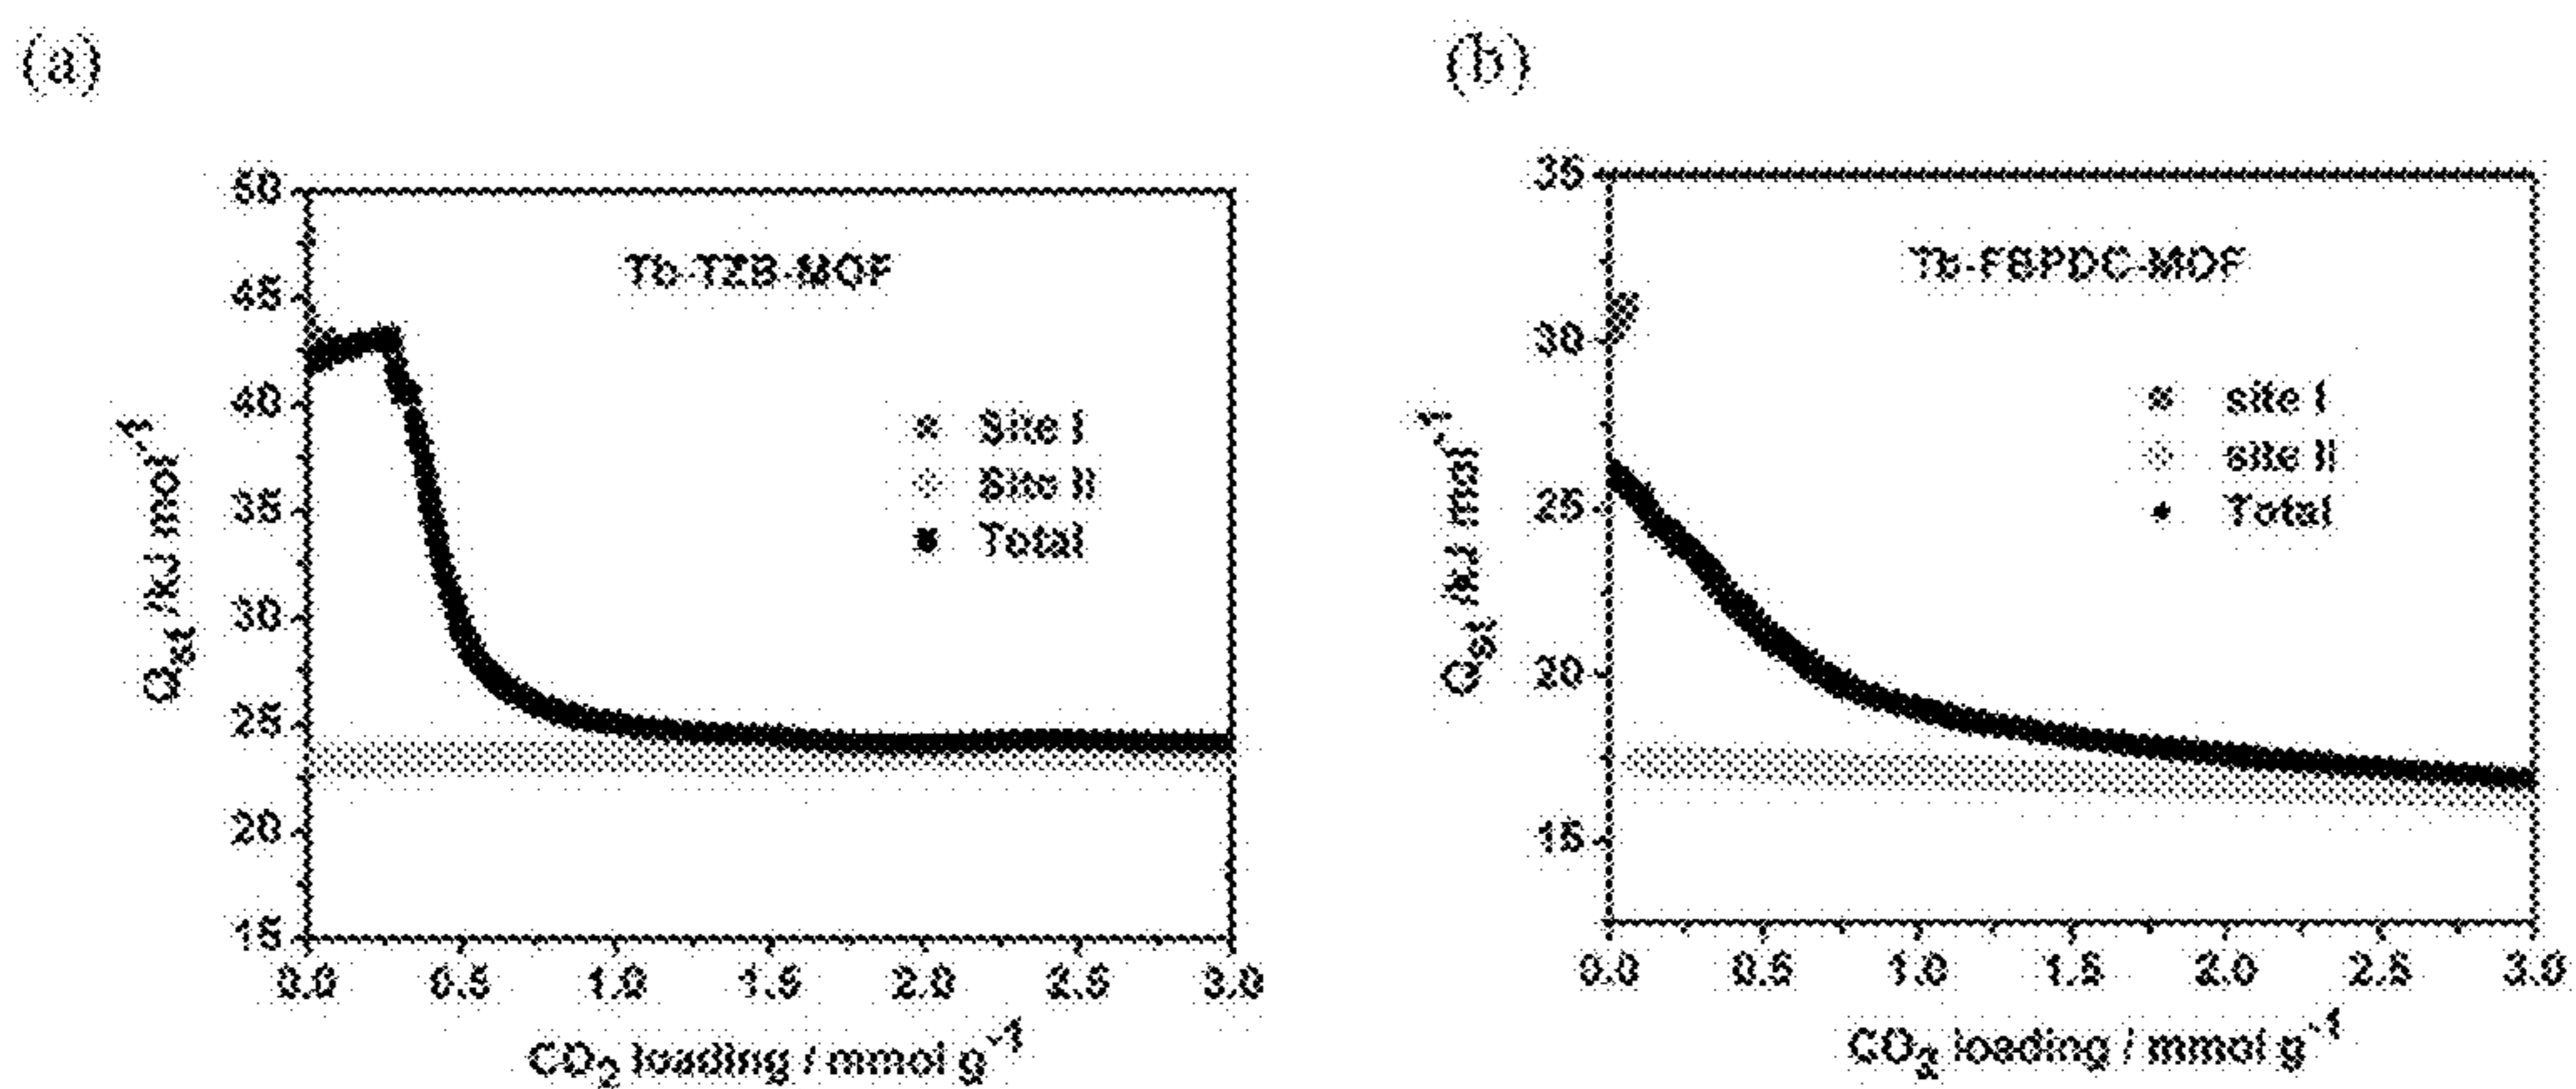 (a)
50
45
40
35
30
25
20
15
Qst /kJ mol-1
Tb-TZB-MOF
Site I
Site II
Total
0.0 0.5 1.0 1.5 2.0 2.5 3.0
CO2 loading / mmol g-1
(b)
35
30
25
20
15
Qst /kJ mol-1
Tb-FBPDC-MOF
site I
site II
Total
0.0 0.5 1.0 1.5 2.0 2.5 3.0
CO2 loading / mmol g-1